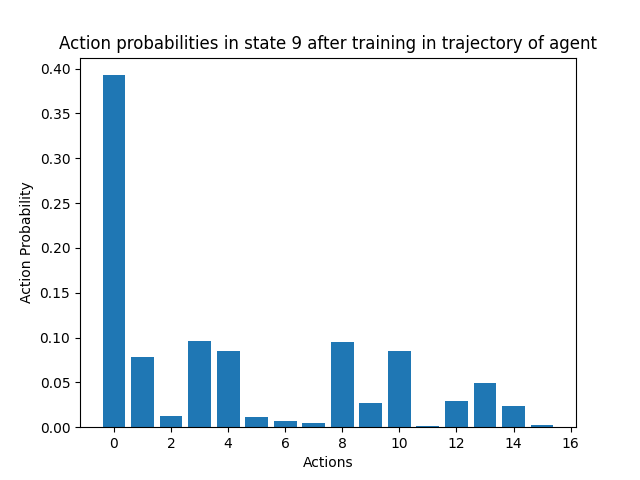 Action probabilities in state 9 after training in trajectory of agent
0.40
0.35
0.30
0.25
0.20
0.15
0.10
0.05
0.00
Action Probability
0 2 4 6 8 10 12 14 16
Actions